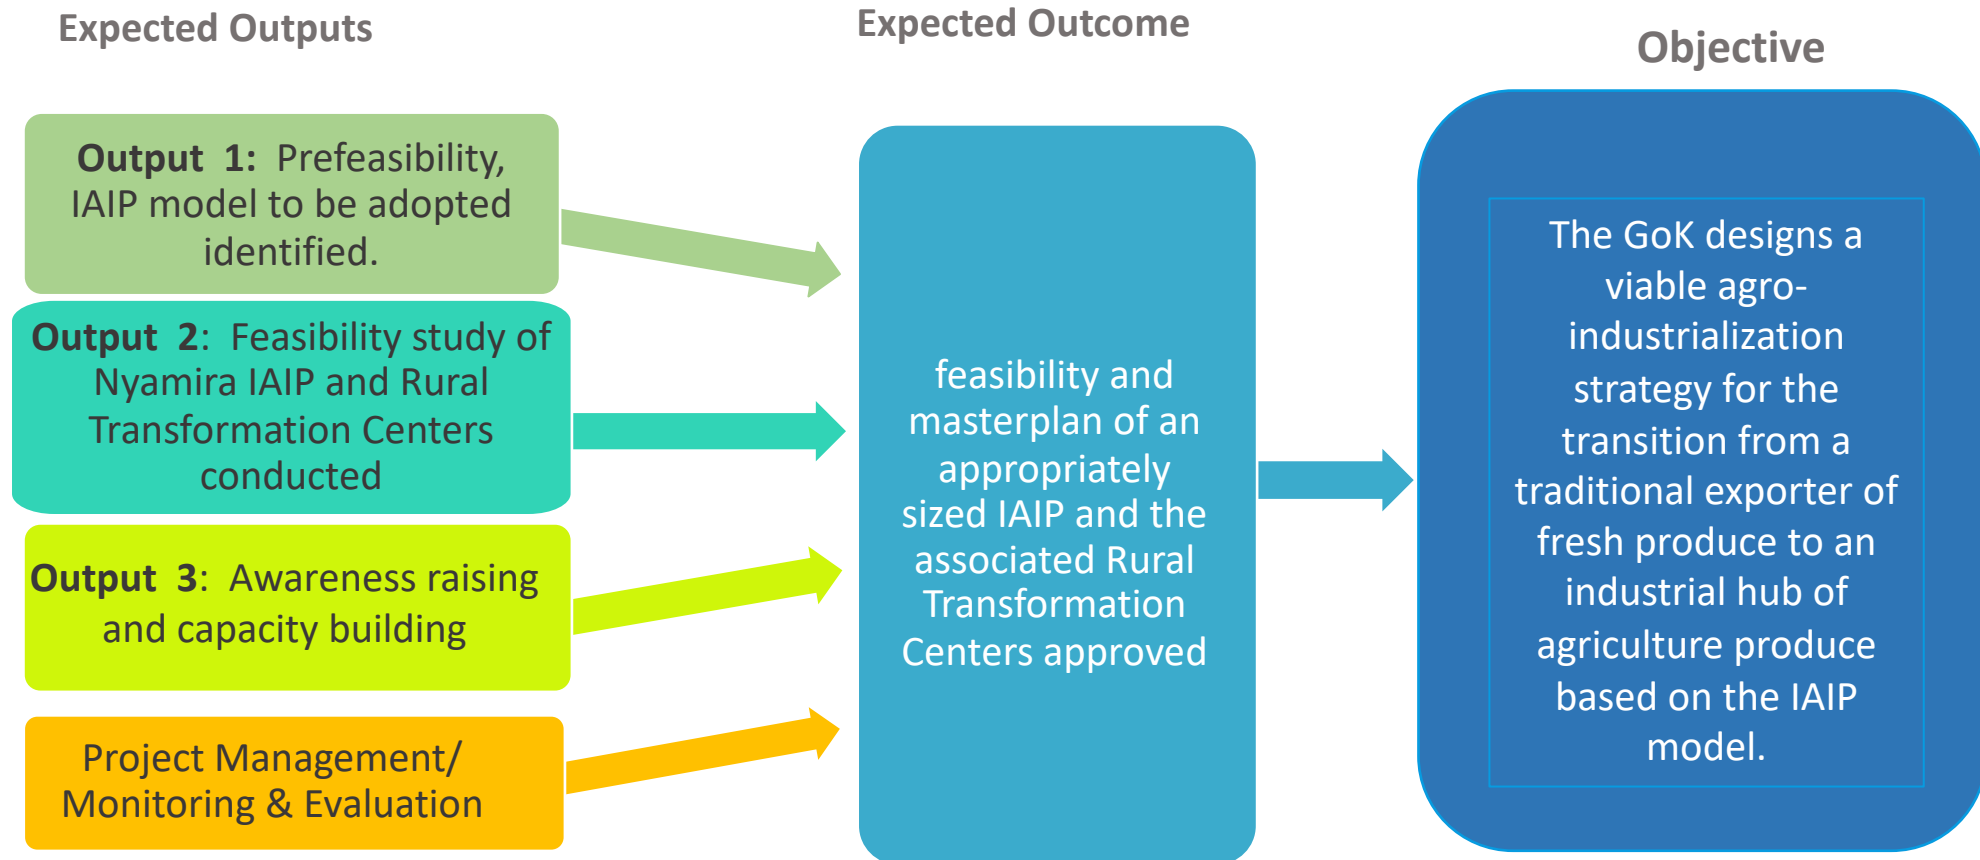 Expected Outputs
Expected Outcome
Objective
Output 1: Prefeasibility,
IAIP model to be adopted
identified.
Output 2: Feasibility study of
Nyamira IAIP and Rural
Transformation Centers
conducted
Output 3: Awareness raising
and capacity building
Project Management/
Monitoring & Evaluation
feasibility and
masterplan of an
appropriately
sized IAIP and the
associated Rural
Transformation
Centers approved
The GoK designs a
viable agro-
industrialization
strategy for the
transition from a
traditional exporter of
fresh produce to an
industrial hub of
agriculture produce
based on the IAIP
model.